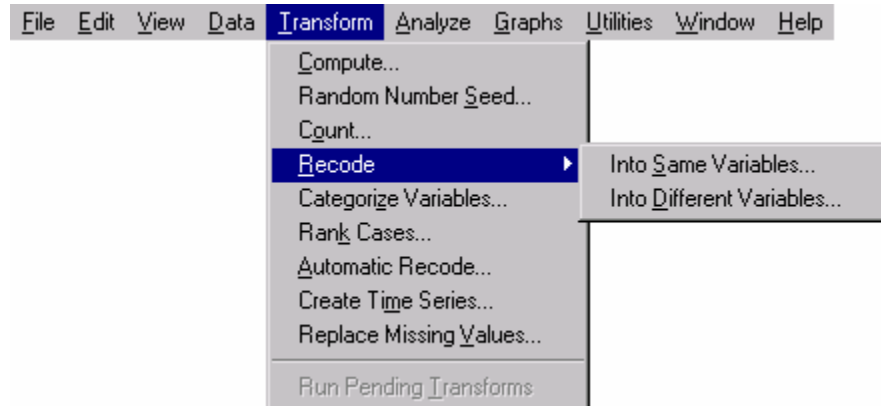 File Edit View Data Transform Analyze Graphs Utilities Window Help
Compute...
Random Number Seed...
Count...
Recode
Into Same Variables...
Into Different Variables...
Categorize Variables...
Rank Cases...
Automatic Recode...
Create Time Series...
Replace Missing Values...
Run Pending Transforms